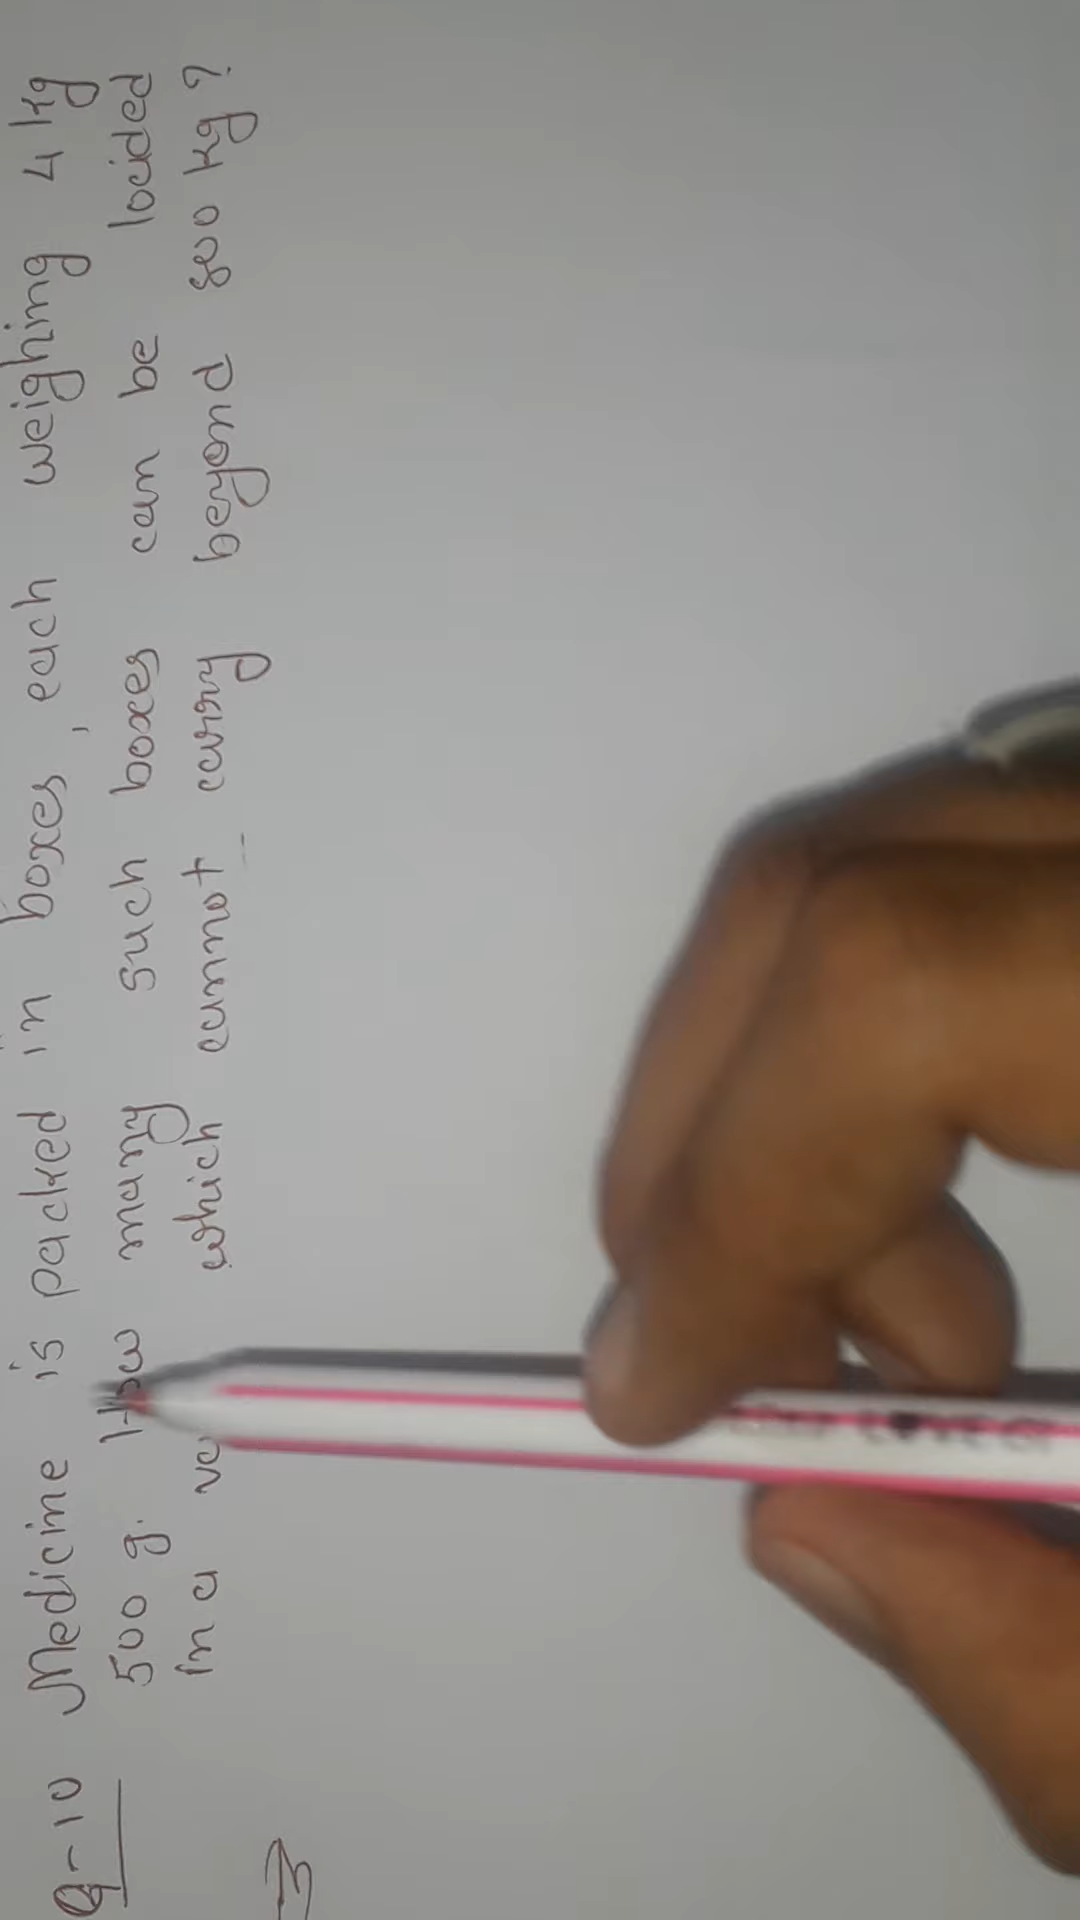 Q-10 Medicine is packed in boxes, each weighing 4 kg
500 g. How many such boxes can be loaded
in a which cannot carry beyond 800 kg ?
⇒